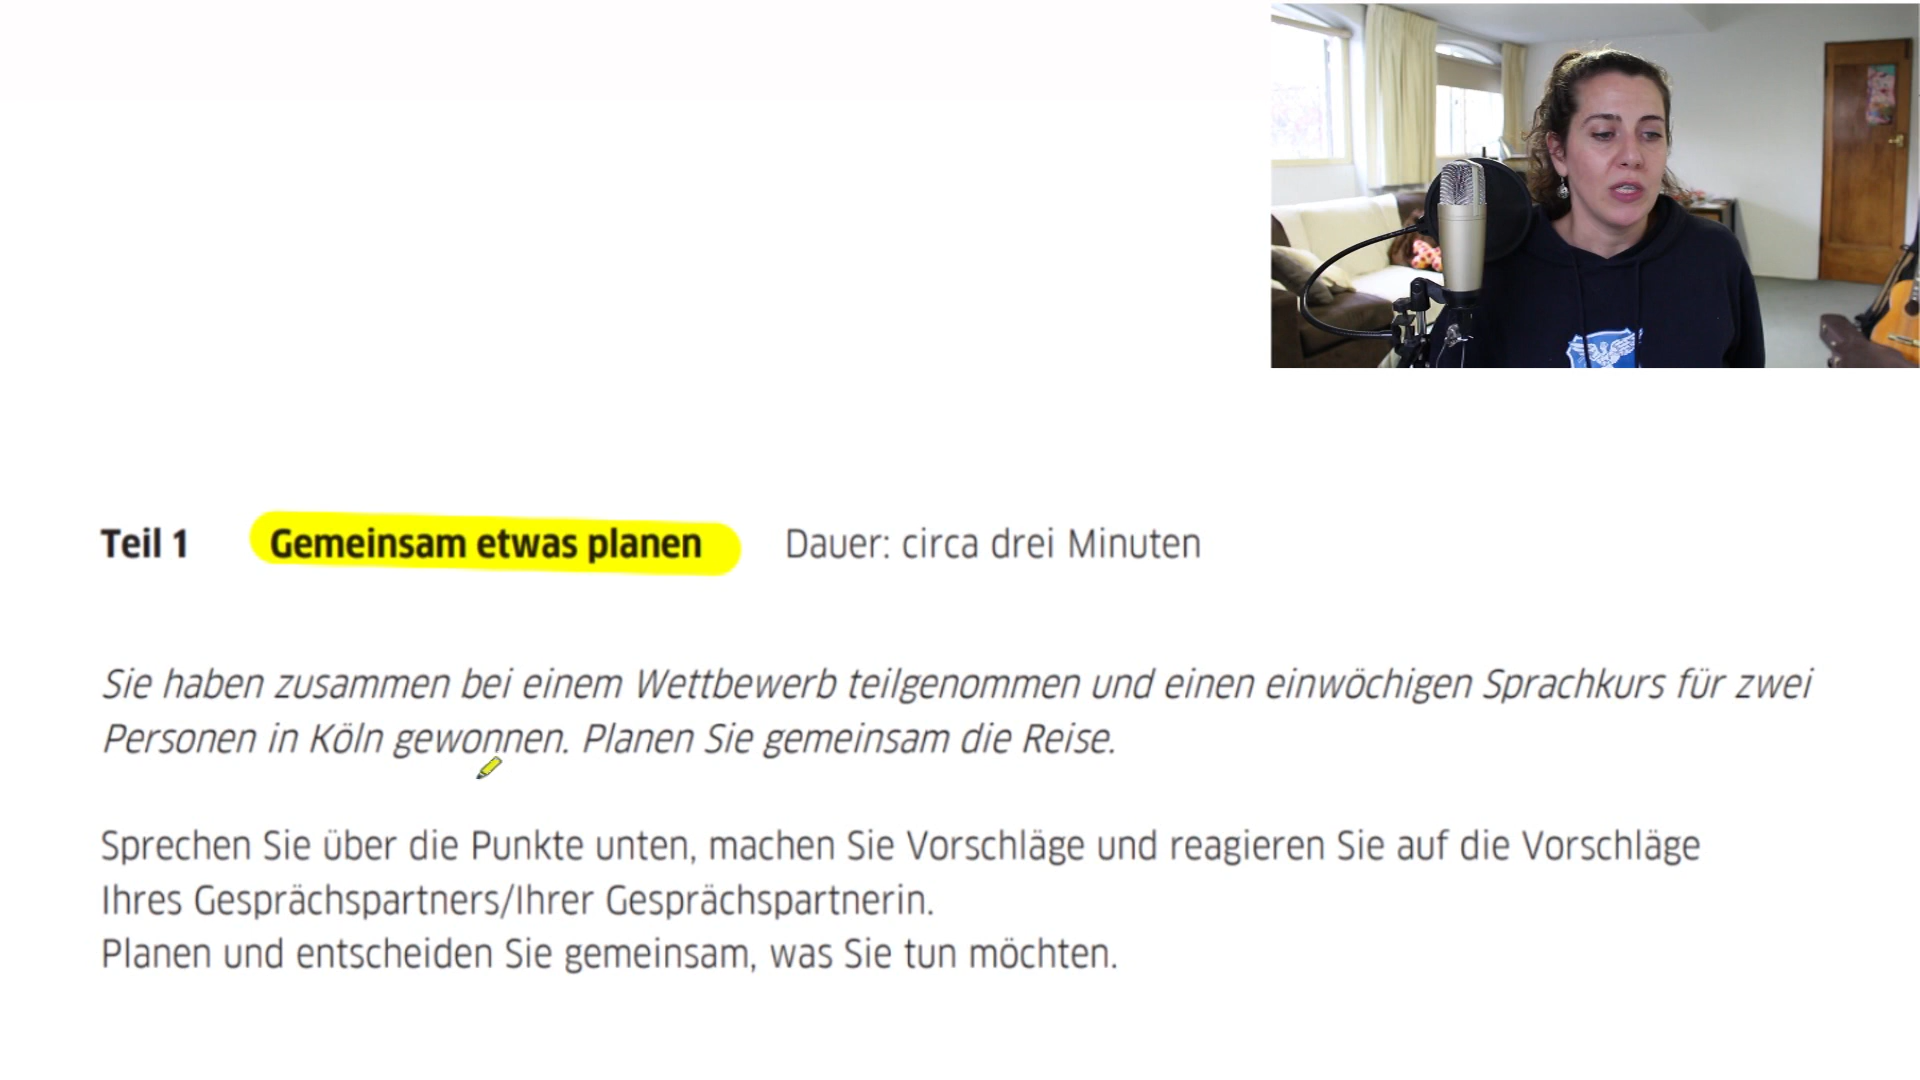 Teil 1 Gemeinsam etwas planen Dauer: circa drei Minuten
Sie haben zusammen bei einem Wettbewerb teilgenommen und einen einwöchigen Sprachkurs für zwei
Personen in Köln gewonnen. Planen Sie gemeinsam die Reise.
Sprechen Sie über die Punkte unten, machen Sie Vorschläge und reagieren Sie auf die Vorschläge
Ihres Gesprächspartners/Ihrer Gesprächspartnerin.
Planen und entscheiden Sie gemeinsam, was Sie tun möchten.